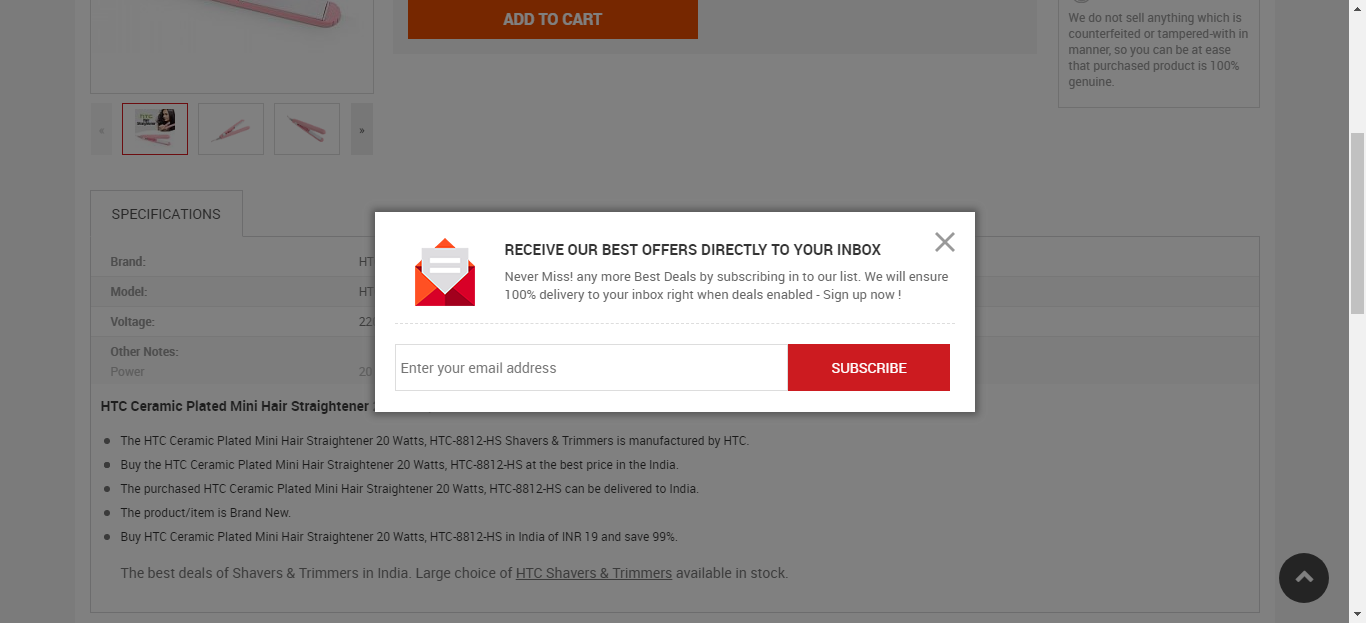 ADD TO CART
We do not sell anything which is
counterfeited or tampered-with in
manner, so you can be at ease
that purchased product is 100%
genuine.
«
»
SPECIFICATIONS
Brand: HT
Model: HT
Voltage: 22
Other Notes:
Power 20
RECEIVE OUR BEST OFFERS DIRECTLY TO YOUR INBOX
Never Miss! any more Best Deals by subscribing in to our list. We will ensure
100% delivery to your inbox right when deals enabled - Sign up now !
Enter your email address
SUBSCRIBE
HTC Ceramic Plated Mini Hair Straightener
The HTC Ceramic Plated Mini Hair Straightener 20 Watts, HTC-8812-HS Shavers & Trimmers is manufactured by HTC.
Buy the HTC Ceramic Plated Mini Hair Straightener 20 Watts, HTC-8812-HS at the best price in the India.
The purchased HTC Ceramic Plated Mini Hair Straightener 20 Watts, HTC-8812-HS can be delivered to India.
The product/item is Brand New.
Buy HTC Ceramic Plated Mini Hair Straightener 20 Watts, HTC-8812-HS in India of INR 19 and save 99%.
The best deals of Shavers & Trimmers in India. Large choice of HTC Shavers & Trimmers available in stock.